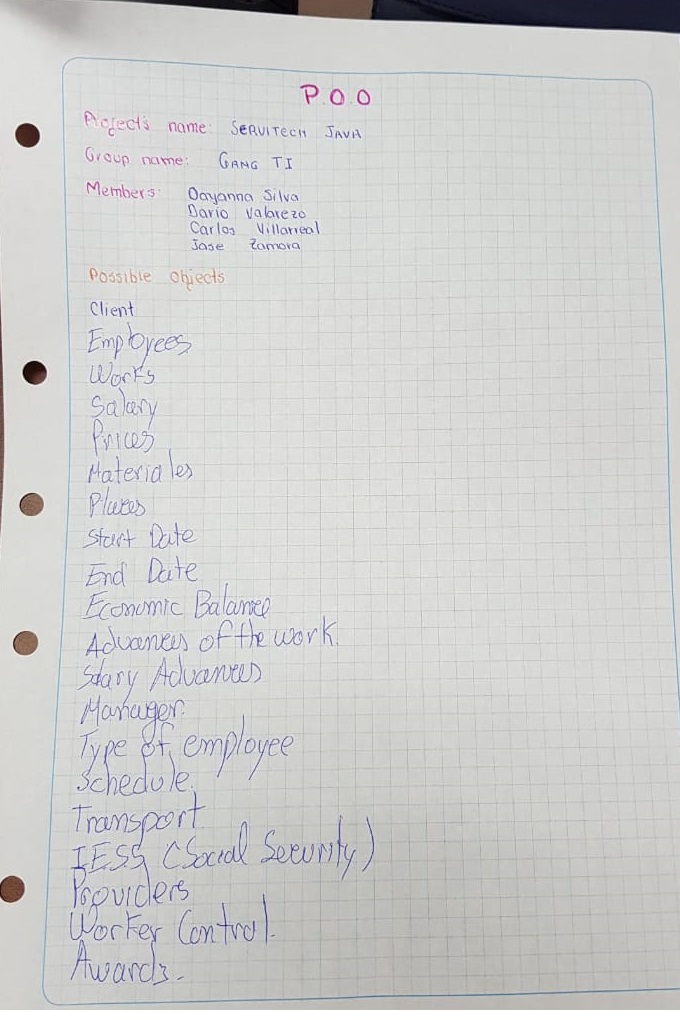 P.O.O
Project's name: SERVITECH JAVA
Group name: GANG TI
Members: Dayanna Silva
Dario Valarezo
Carlos Villarreal
Jose Zamora
Possible objects
Client
Employees
Works
Salary
Prices
Materiales
Places
Start Date
End Date
Economic Balance
Advances of the work.
Salary Advances
Manager.
Type of employee
Schedule.
Transport
IESS (Social Security)
Providers
Worker Control.
Awards.